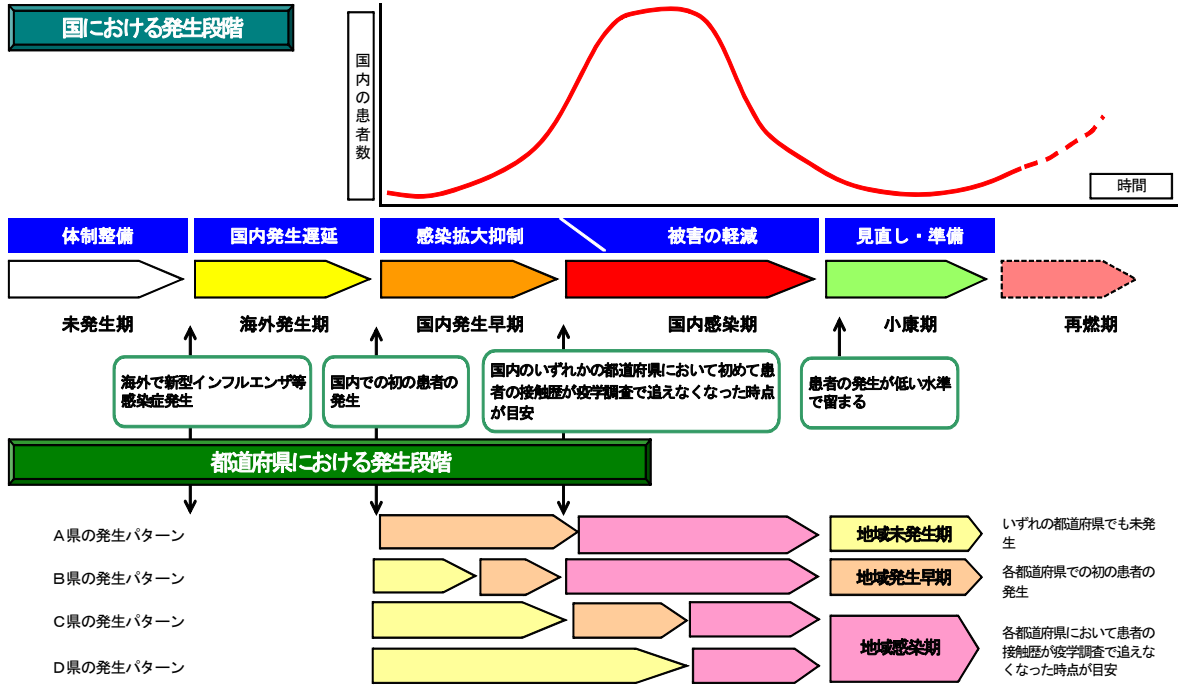 国における発生段階
国内の患者数
時間
体制整備
国内発生遅延
感染拡大抑制
被害の軽減
見直し・準備
未発生期
海外発生期
国内発生早期
国内感染期
小康期
再燃期
海外で新型インフルエンザ等
感染症発生
国内での初の患者の
発生
国内のいずれかの都道府県において初めて患
者の接触歴が疫学調査で追えなくなった時点
が目安
患者の発生が低い水準
で留まる
都道府県における発生段階
A県の発生パターン
B県の発生パターン
C県の発生パターン
D県の発生パターン
地域未発生期
いずれの都道府県でも未発
生
地域発生早期
各都道府県での初の患者の
発生
地域感染期
各都道府県において患者の
接触歴が疫学調査で追えな
くなった時点が目安